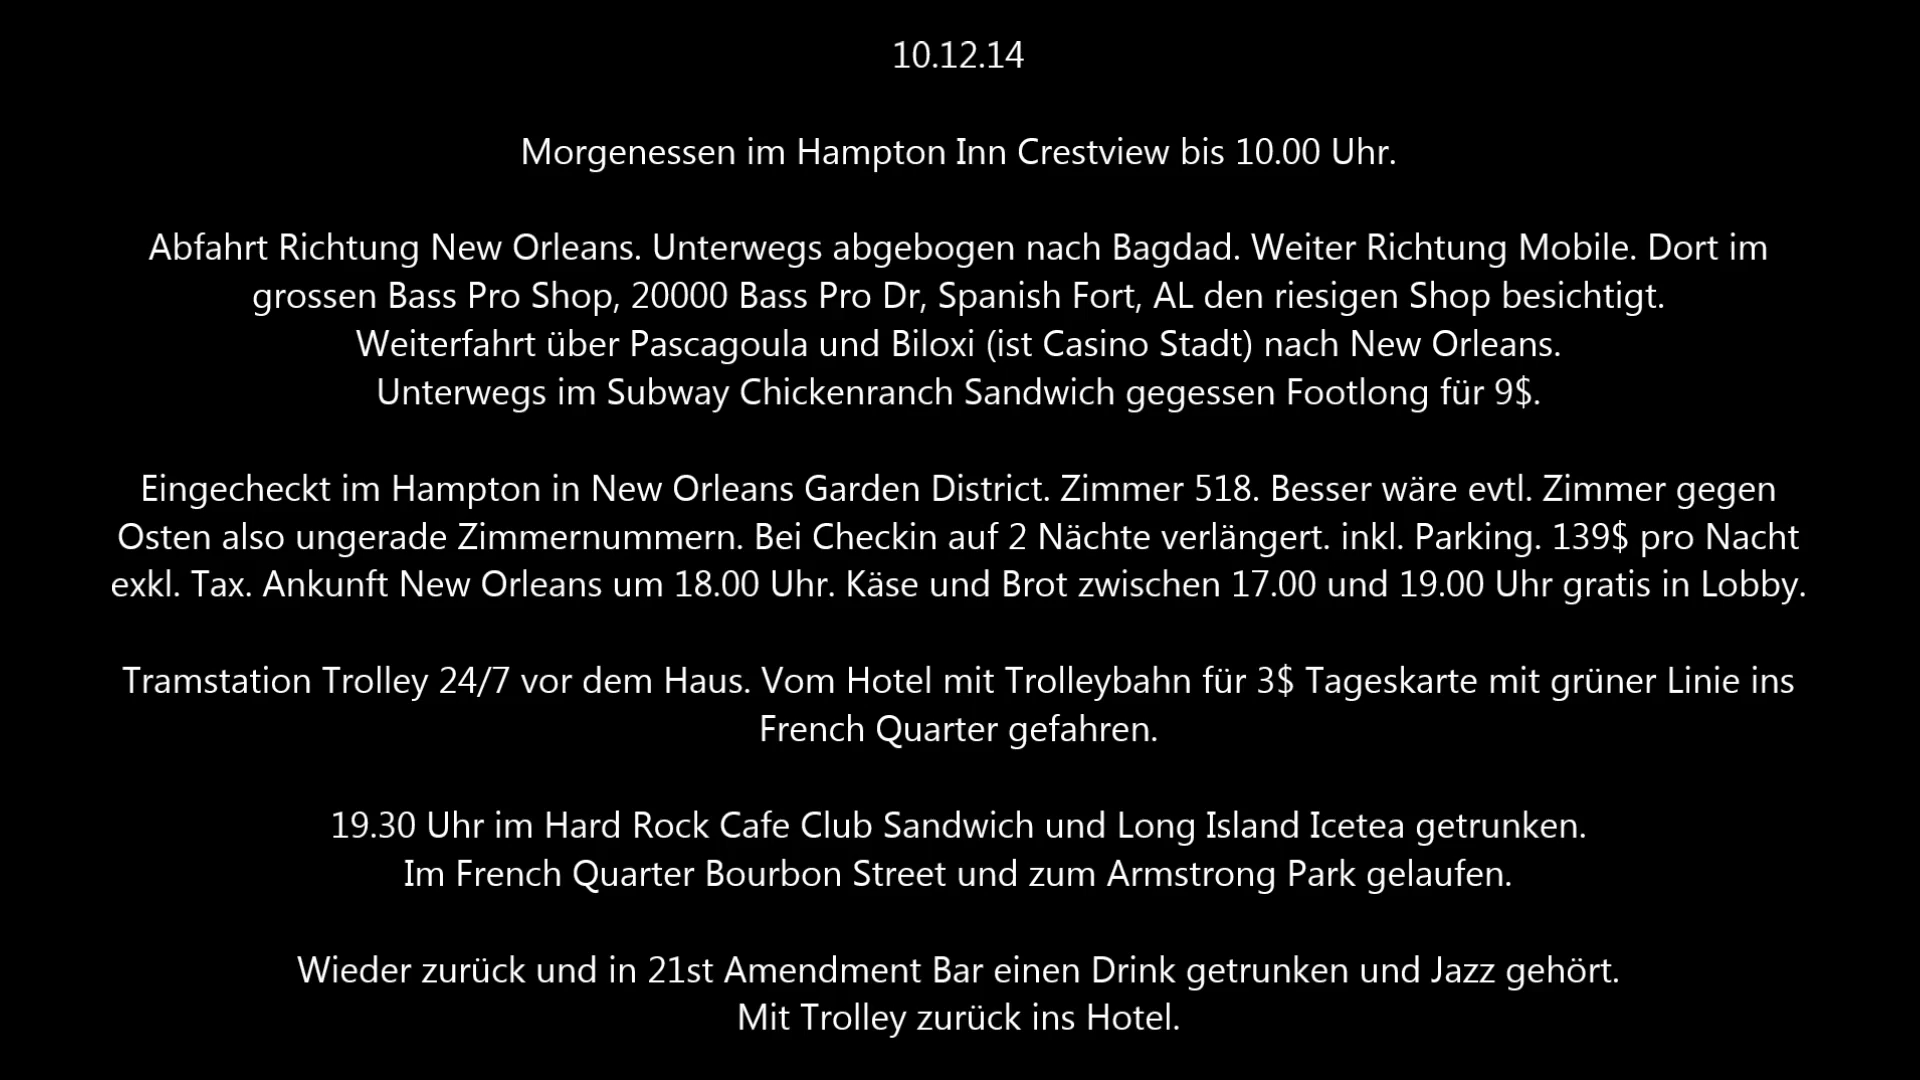 10.12.14
Morgenessen im Hampton Inn Crestview bis 10.00 Uhr.
Abfahrt Richtung New Orleans. Unterwegs abgebogen nach Bagdad. Weiter Richtung Mobile. Dort im
grossen Bass Pro Shop, 20000 Bass Pro Dr, Spanish Fort, AL den riesigen Shop besichtigt.
Weiterfahrt über Pascagoula und Biloxi (ist Casino Stadt) nach New Orleans.
Unterwegs im Subway Chickenranch Sandwich gegessen Footlong für 9$.
Eingecheckt im Hampton in New Orleans Garden District. Zimmer 518. Besser wäre evtl. Zimmer gegen
Osten also ungerade Zimmernummern. Bei Checkin auf 2 Nächte verlängert. inkl. Parking. 139$ pro Nacht
exkl. Tax. Ankunft New Orleans um 18.00 Uhr. Käse und Brot zwischen 17.00 und 19.00 Uhr gratis in Lobby.
Tramstation Trolley 24/7 vor dem Haus. Vom Hotel mit Trolleybahn für 3$ Tageskarte mit grüner Linie ins
French Quarter gefahren.
19.30 Uhr im Hard Rock Cafe Club Sandwich und Long Island Icetea getrunken.
Im French Quarter Bourbon Street und zum Armstrong Park gelaufen.
Wieder zurück und in 21st Amendment Bar einen Drink getrunken und Jazz gehört.
Mit Trolley zurück ins Hotel.